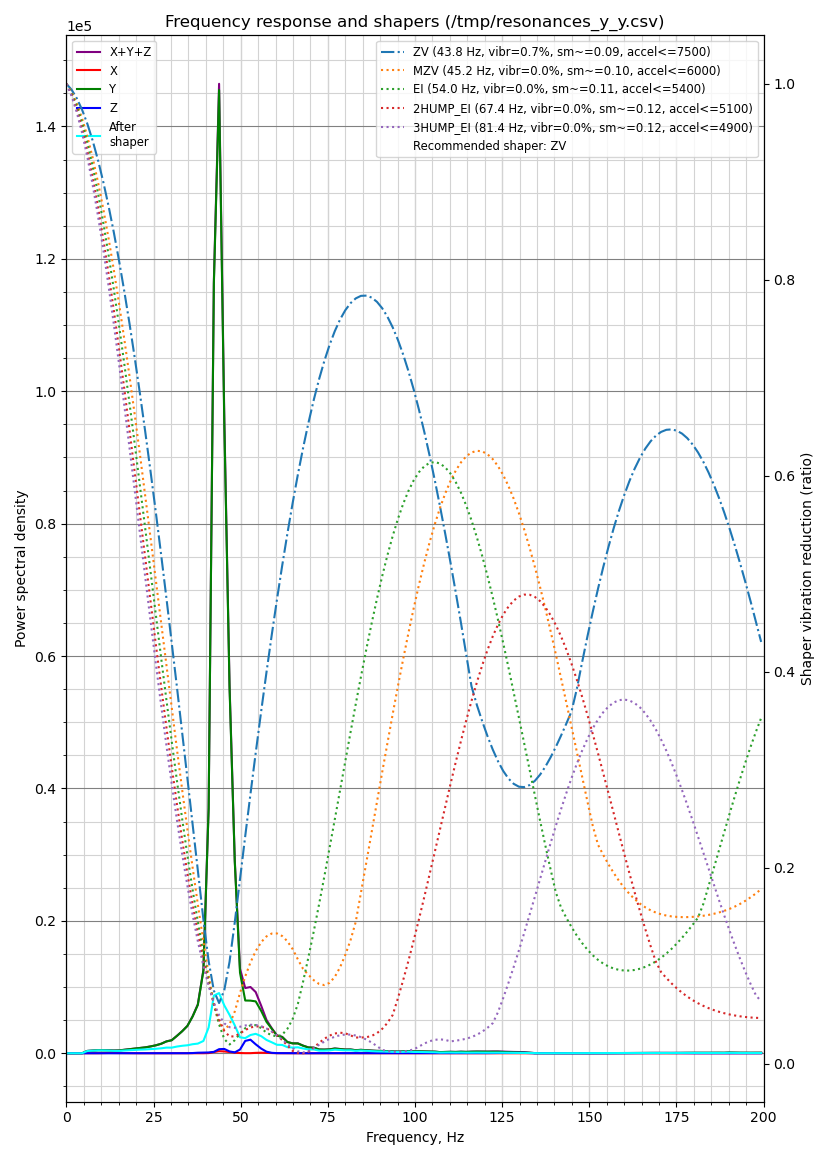 Frequency response and shapers (/tmp/resonances_y_y.csv)
1e5
X+Y+Z
X
Y
Z
After
shaper
ZV (43.8 Hz, vibr=0.7%, sm~=0.09, accel<=7500)
MZV (45.2 Hz, vibr=0.0%, sm~=0.10, accel<=6000)
EI (54.0 Hz, vibr=0.0%, sm~=0.11, accel<=5400)
2HUMP_EI (67.4 Hz, vibr=0.0%, sm~=0.12, accel<=5100)
3HUMP_EI (81.4 Hz, vibr=0.0%, sm~=0.12, accel<=4900)
Recommended shaper: ZV
Power spectral density
1.4
1.2
1.0
0.8
0.6
0.4
0.2
0.0
1.0
0.8
0.6
0.4
0.2
0.0
Shaper vibration reduction (ratio)
0 25 50 75 100 125 150 175 200
Frequency, Hz